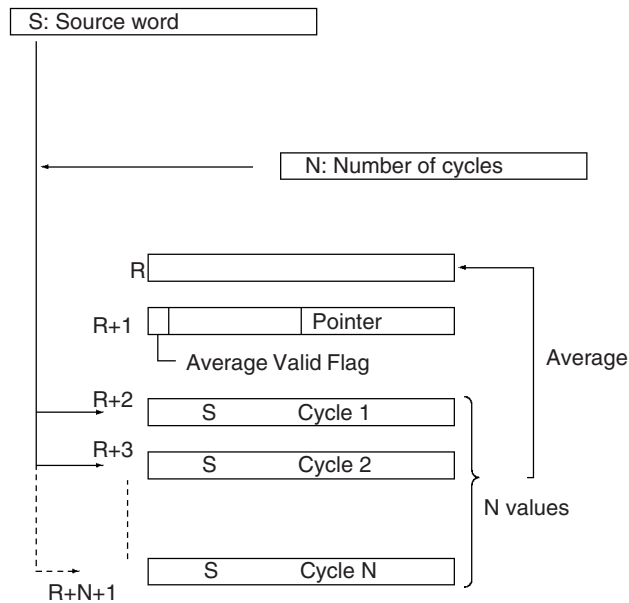 S: Source word
N: Number of cycles
R
R+1 Pointer
Average Valid Flag
Average
R+2 S Cycle 1
R+3 S Cycle 2
N values
S Cycle N
R+N+1